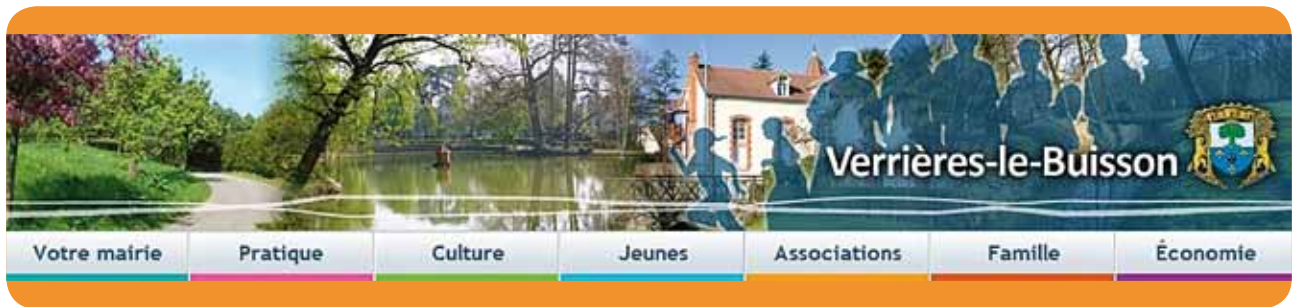 Verrières-le-Buisson
Votre mairie Pratique Culture Jeunes Associations Famille Économie